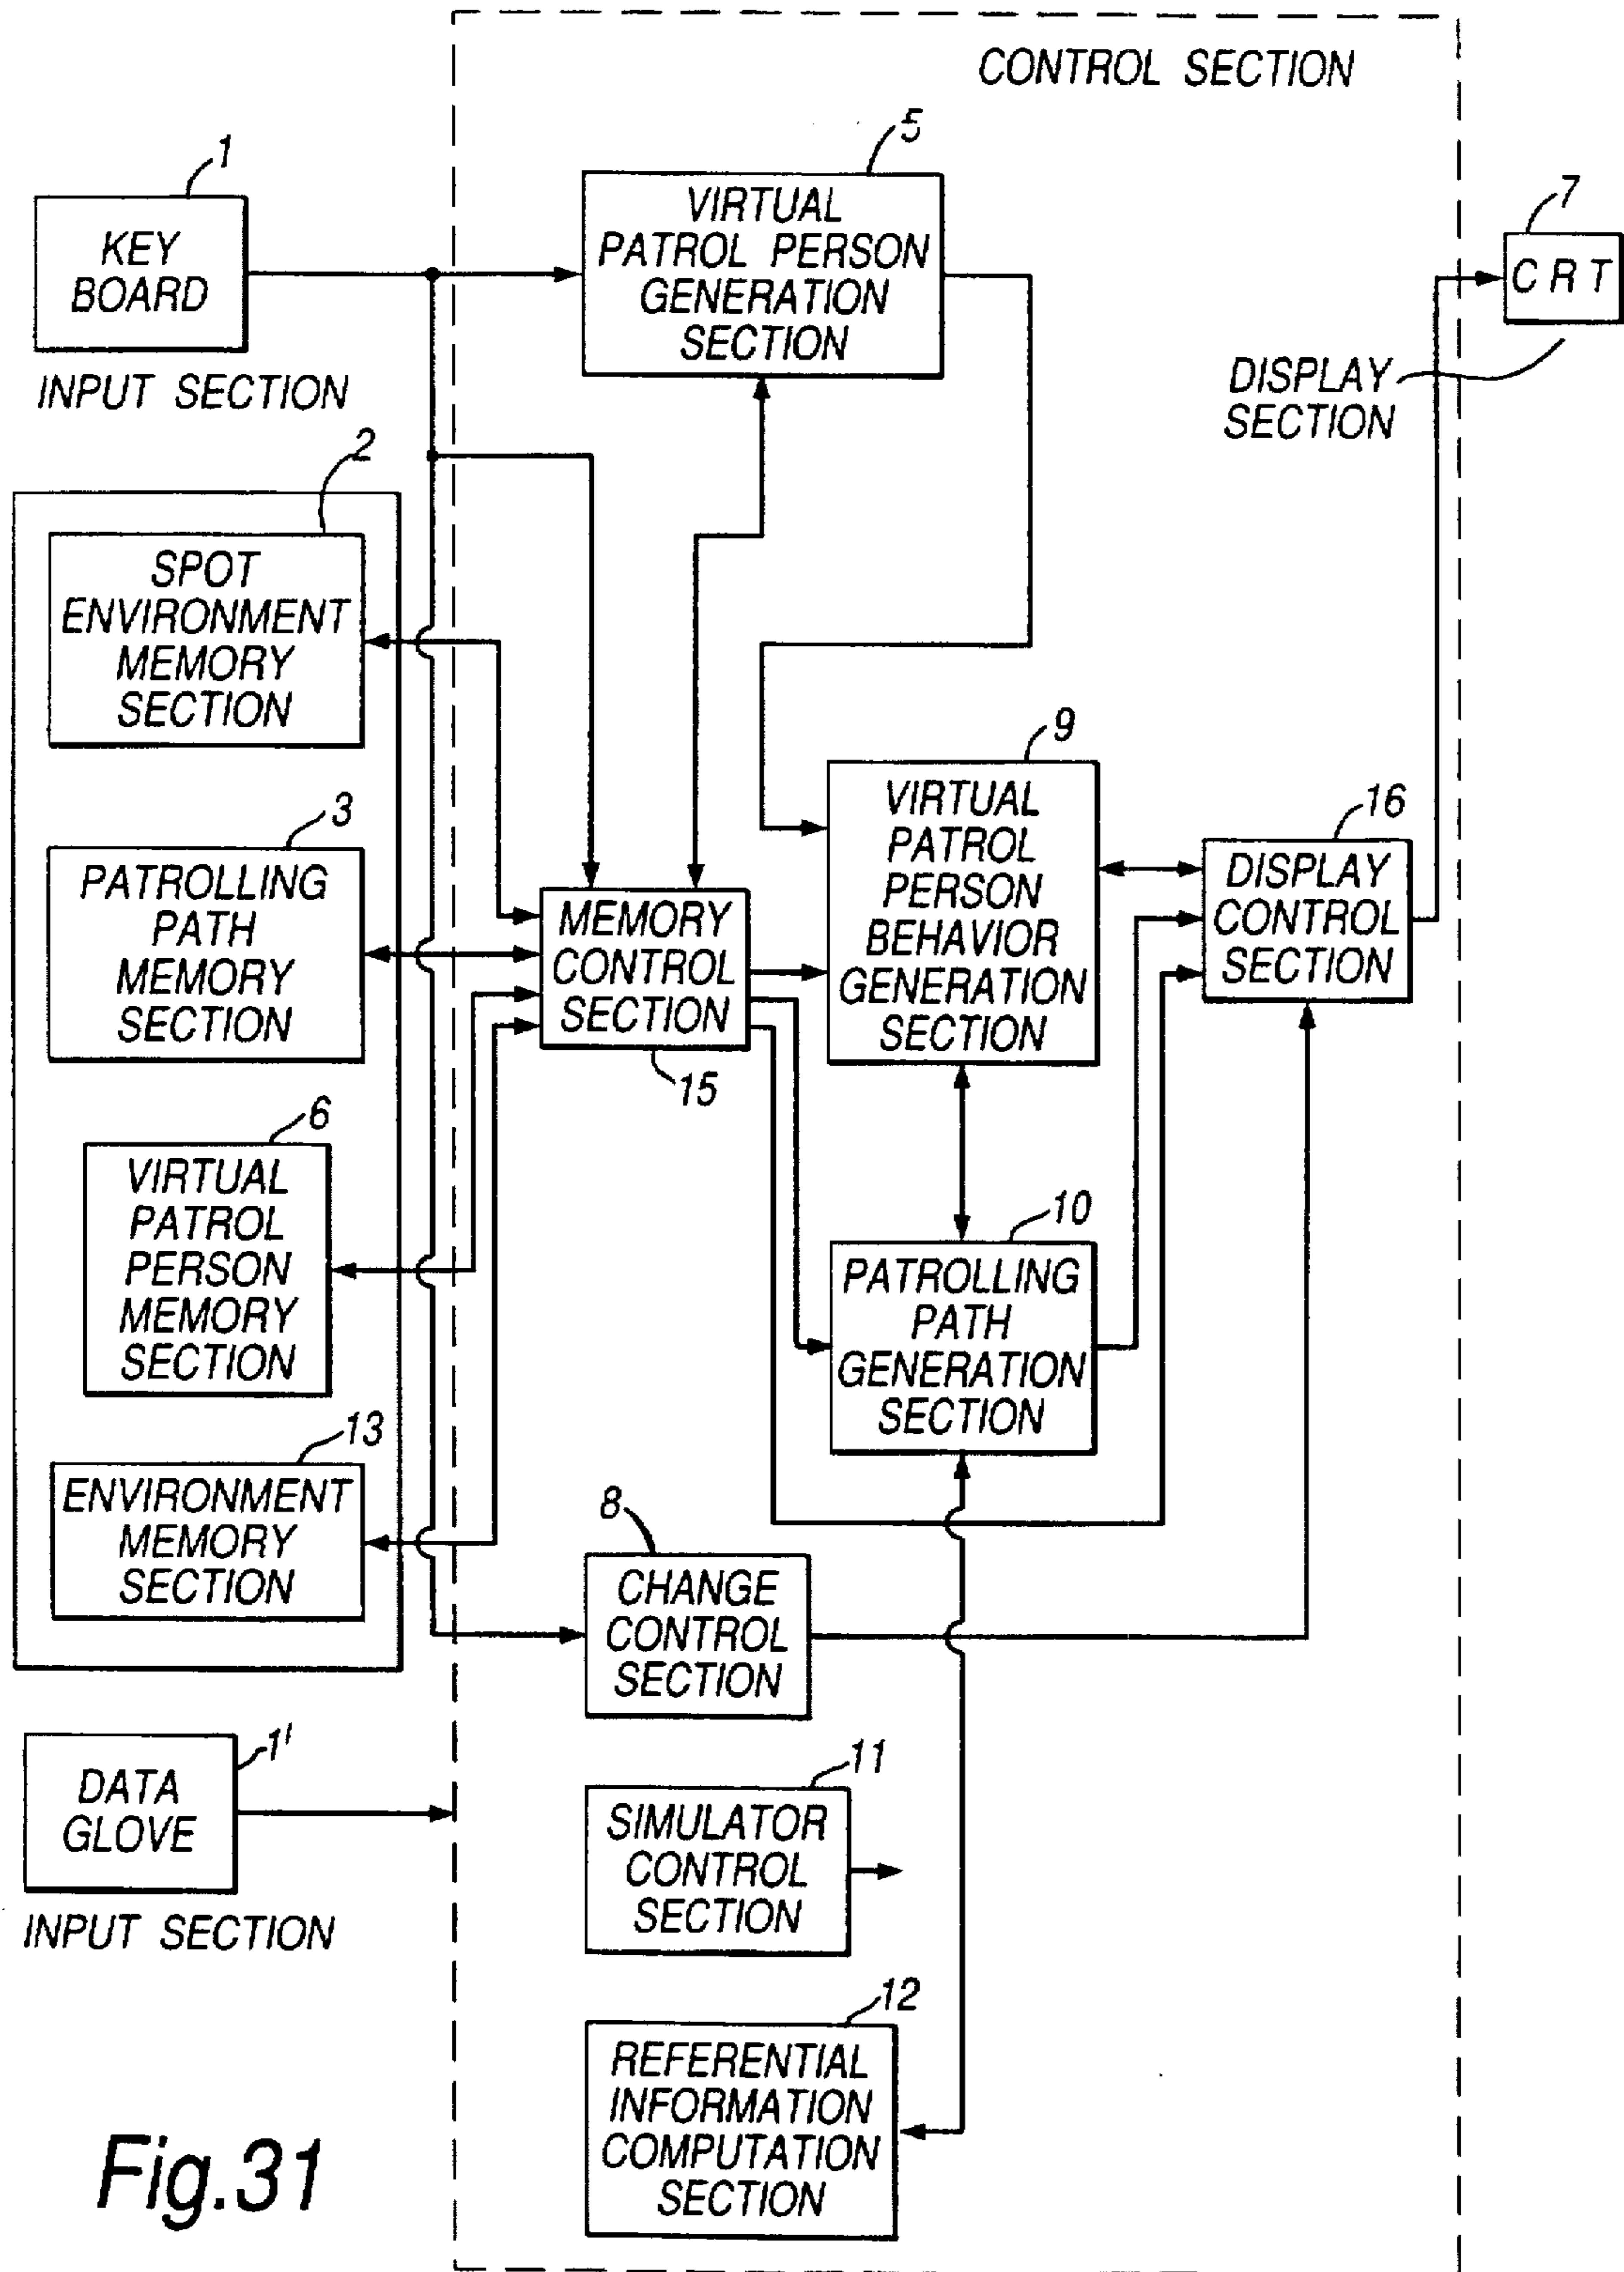 CONTROL SECTION
1
KEY
BOARD
INPUT SECTION
5
VIRTUAL
PATROL PERSON
GENERATION
SECTION
7
CRT
DISPLAY
SECTION
2
SPOT
ENVIRONMENT
MEMORY
SECTION
3
PATROLLING
PATH
MEMORY
SECTION
6
VIRTUAL
PATROL
PERSON
MEMORY
SECTION
13
ENVIRONMENT
MEMORY
SECTION
MEMORY
CONTROL
SECTION
15
9
VIRTUAL
PATROL
PERSON
BEHAVIOR
GENERATION
SECTION
16
DISPLAY
CONTROL
SECTION
10
PATROLLING
PATH
GENERATION
SECTION
8
CHANGE
CONTROL
SECTION
1'
DATA
GLOVE
INPUT SECTION
11
SIMULATOR
CONTROL
SECTION
12
REFERENTIAL
INFORMATION
COMPUTATION
SECTION
Fig.31